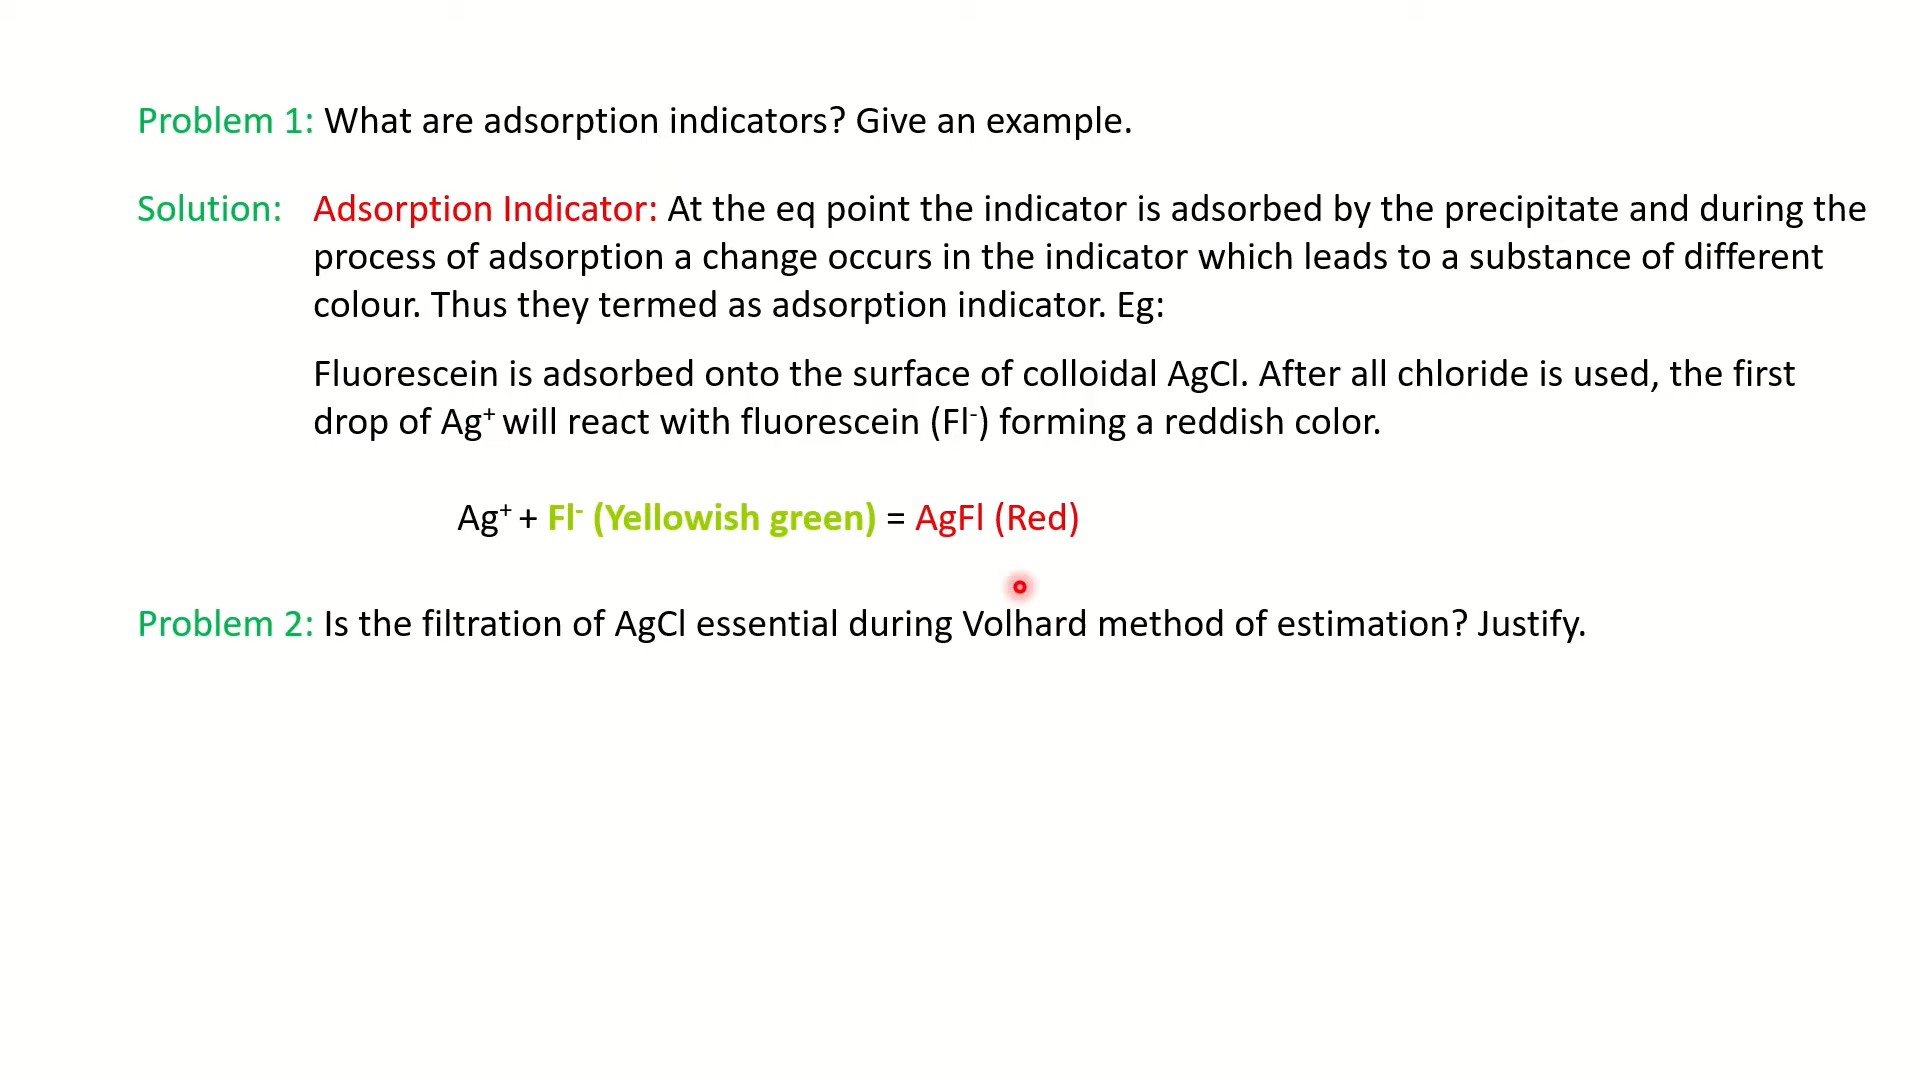 Problem 1: What are adsorption indicators? Give an example.
Solution: Adsorption Indicator: At the eq point the indicator is adsorbed by the precipitate and during the
process of adsorption a change occurs in the indicator which leads to a substance of different
colour. Thus they termed as adsorption indicator. Eg:
Fluorescein is adsorbed onto the surface of colloidal AgCl. After all chloride is used, the first
drop of Ag⁺ will react with fluorescein (Fl⁻) forming a reddish color.
Ag⁺ + Fl⁻ (Yellowish green) = AgFl (Red)
Problem 2: Is the filtration of AgCl essential during Volhard method of estimation? Justify.